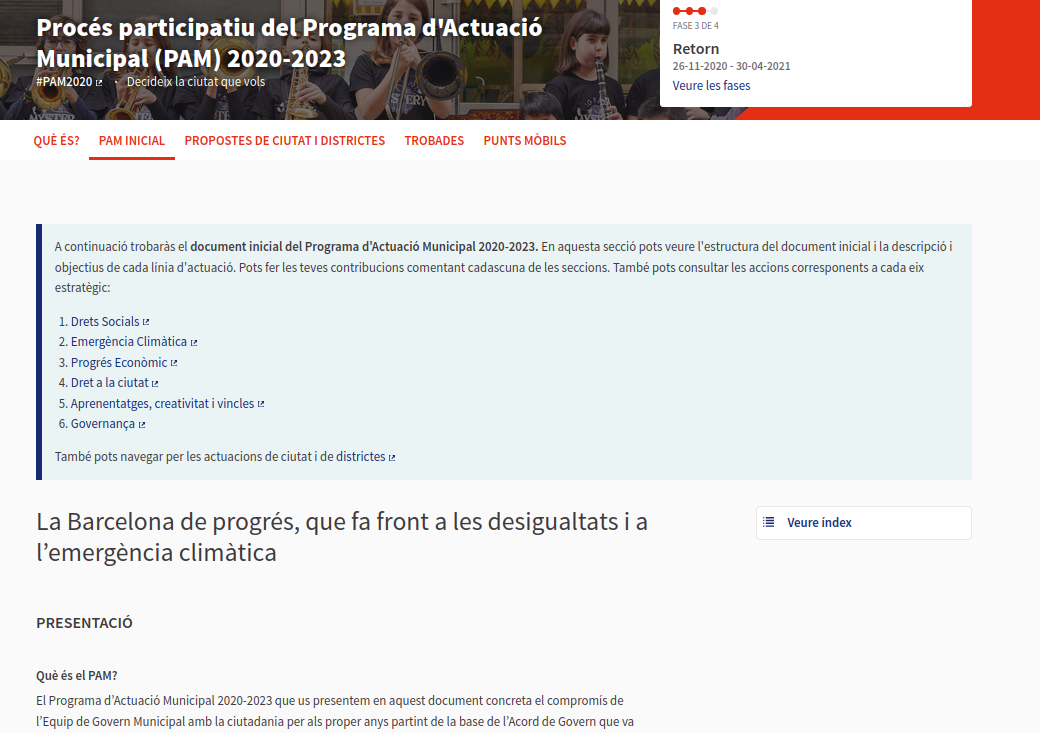 Procés participatiu del Programa d'Actuació
Municipal (PAM) 2020-2023
#PAM2020 · Decideix la ciutat que vols
FASE 3 DE 4
Retorn
26-11-2020 - 30-04-2021
Veure les fases
QUÈ ÉS? PAM INICIAL PROPOSTES DE CIUTAT I DISTRICTES TROBADES PUNTS MÒBILS
A continuació trobaràs el document inicial del Programa d'Actuació Municipal 2020-2023. En aquesta secció pots veure l'estructura del document inicial i la descripció i
objectius de cada línia d'actuació. Pots fer les teves contribucions comentant cadascuna de les seccions. També pots consultar les accions corresponents a cada eix
estratègic:
1. Drets Socials
2. Emergència Climàtica
3. Progrés Econòmic
4. Dret a la ciutat
5. Aprenentatges, creativitat i vincles
6. Governança
També pots navegar per les actuacions de ciutat i de districtes
La Barcelona de progrés, que fa front a les desigualtats i a
l’emergència climàtica
Veure índex
PRESENTACIÓ
Què és el PAM?
El Programa d’Actuació Municipal 2020-2023 que us presentem en aquest document concreta el compromís de
l’Equip de Govern Municipal amb la ciutadania per als proper anys partint de la base de l’Acord de Govern que va